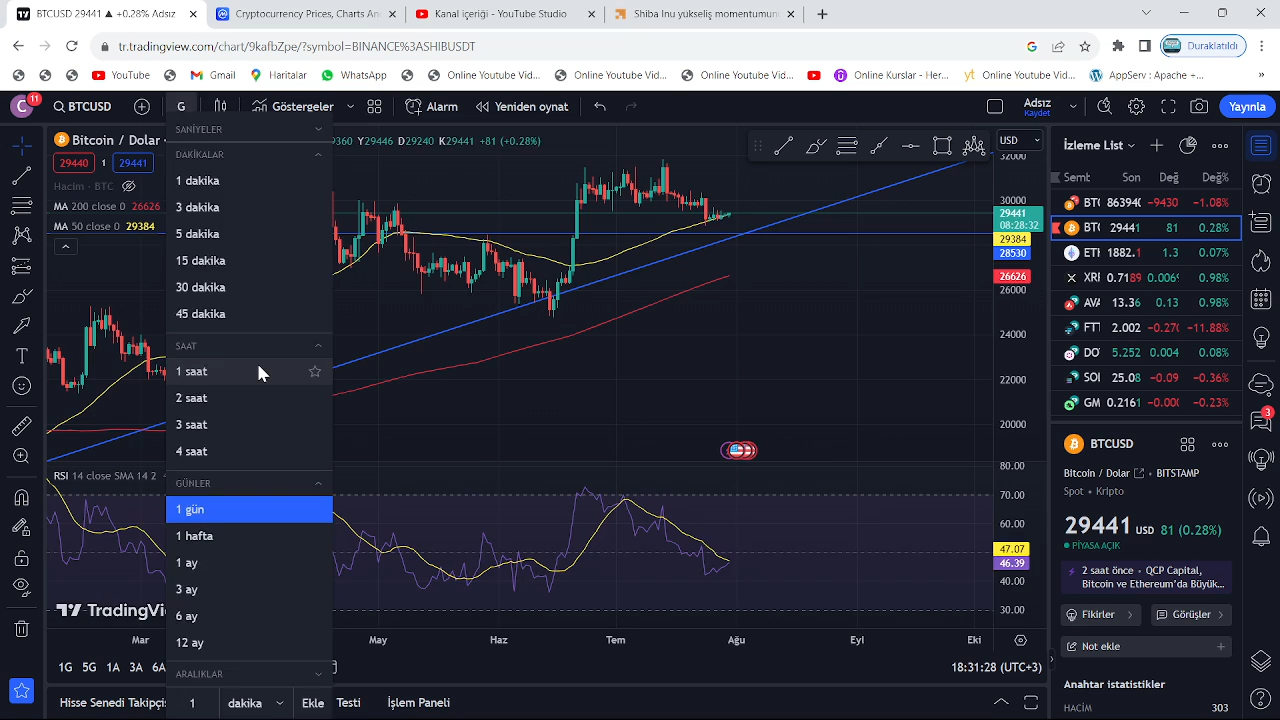 BTCUSD 29441 ▲ +0.28% Adsız
Cryptocurrency Prices, Charts An
Kanal içeriği - YouTube Studio
Shiba Inu yükseliş momentumun
tr.tradingview.com/chart/9kafbZpe/?symbol=BINANCE%3ASHIBUSDT
Duraklatıldı
YouTube
Gmail
Haritalar
WhatsApp
Online Youtube Vid...
Online Youtube Vid...
Online Youtube Vid...
Online Kurslar - Her...
yt Online Youtube Vid...
AppServ : Apache +...
»
C 11
BTCUSD
G
Göstergeler
Alarm
Yeniden oynat
Adsız
Kaydet
Yayınla
Bitcoin / Dolar
360 Y29446 D29240 K29441 +81 (+0.28%)
29440 1 29441
Hacim - BTC
MA 200 close 0 26626
MA 50 close 0 29384
SANİYELER
DAKİKALAR
1 dakika
3 dakika
5 dakika
15 dakika
30 dakika
45 dakika
SAAT
1 saat
2 saat
3 saat
4 saat
GÜNLER
1 gün
1 hafta
1 ay
3 ay
6 ay
12 ay
ARALIKLAR
1 dakika Ekle
RSI 14 close SMA 14 2
TradingVi
USD
32000
30000
29441
08:28:32
29384
28530
26626
26000
24000
22000
20000
80.00
70.00
60.00
47.07
46.39
40.00
30.00
Mar May Haz Tem Ağu Eyl Eki
1G 5G 1A 3A 6A
18:31:28 (UTC+3)
Hisse Senedi Takipçis
Testi
İşlem Paneli
İzleme List
Semt Son Değ Değ%
-9430 -1.08%
29441 81 0.28%
1882.1 1.3 0.07%
0.7189 0.98%
13.36 0.13 0.98%
2.002 -11.88%
5.252 0.004 0.08%
25.08 -0.09 -0.36%
GM 0.2161 -0.23%
3
BTCUSD
Bitcoin / Dolar • BITSTAMP
Spot • Kripto
29441 USD 81 (0.28%)
PİYASA AÇIK
2 saat önce • QCP Capital,
Bitcoin ve Ethereum’da Büyük...
Fikirler
Görüşler
Not ekle
Anahtar istatistikler
HACİM 303